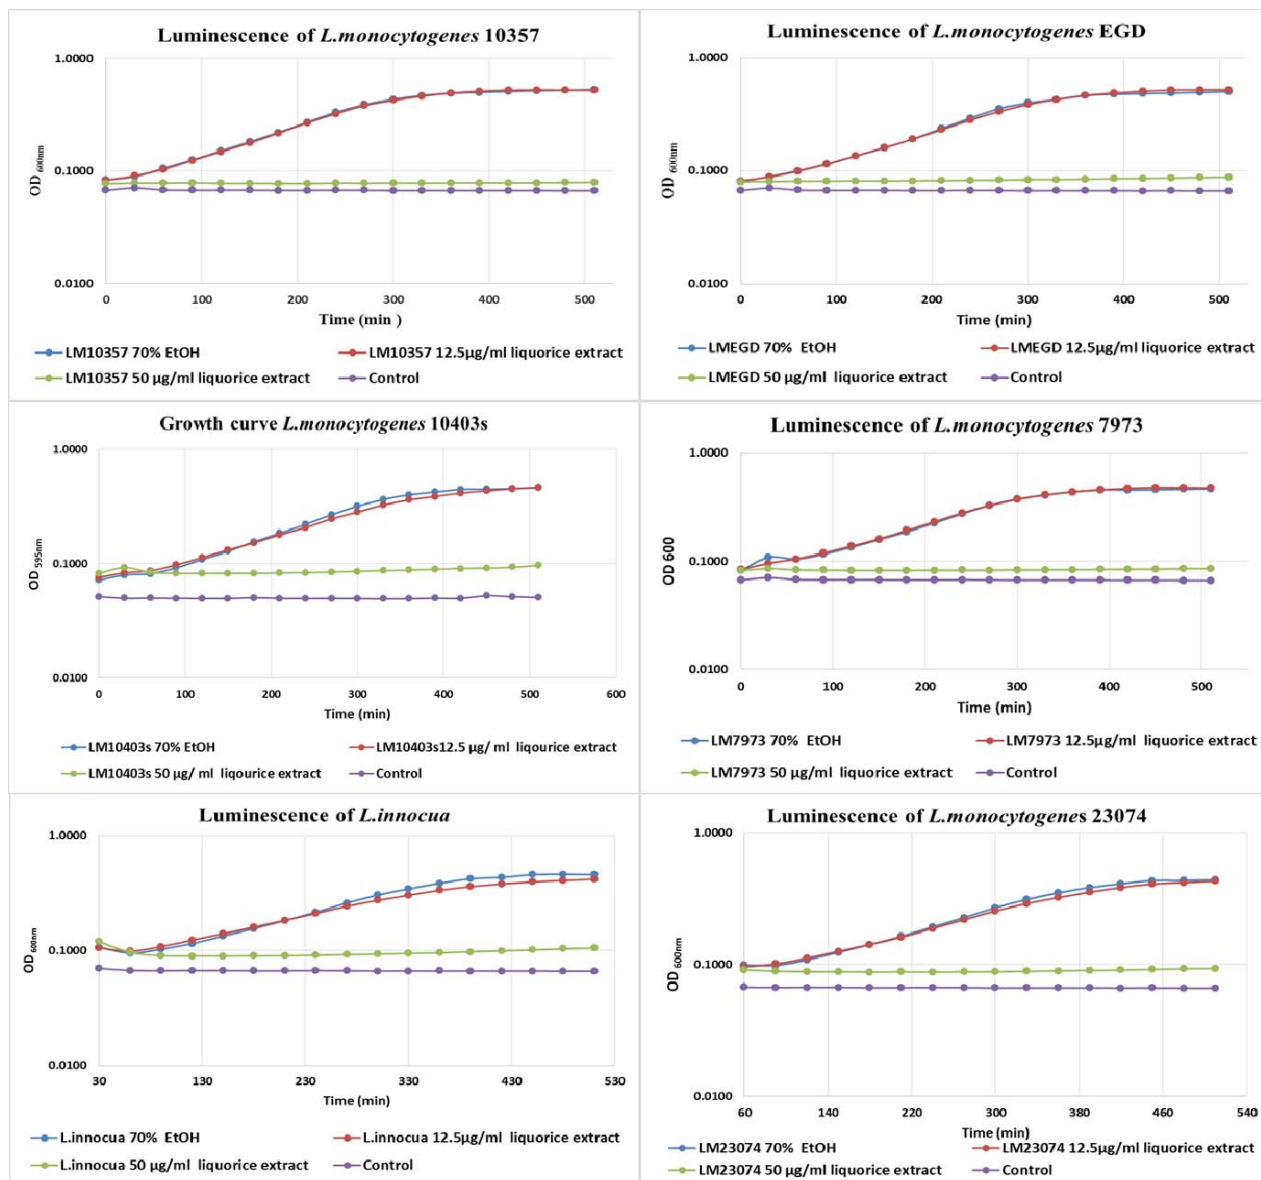 Luminescence of L.monocytogenes 10357
1.0000
0.1000
0.0100
OD 600nm
0 100 200 300 400 500
Time (min )
LM10357 70% EtOH
LM10357 12.5µg/ml liquorice extract
LM10357 50 µg/ml liquorice extract
Control
Luminescence of L.monocytogenes EGD
1.0000
0.1000
0.0100
OD 600nm
0 100 200 300 400 500
Time (min)
LMEGD 70% EtOH
LMEGD 12.5µg/ml liquorice extract
LMEGD 50 µg/ml liquorice extract
Control
Growth curve L.monocytogenes 10403s
1.0000
0.1000
0.0100
OD 595nm
0 100 200 300 400 500 600
Time (min)
LM10403s 70% EtOH
LM10403s12.5 µg/ ml liqourice extract
LM10403s 50 µg/ ml liqourice extract
Control
Luminescence of L.monocytogenes 7973
1.0000
0.1000
0.0100
OD 600
0 100 200 300 400 500
Time (min)
LM7973 70% EtOH
LM7973 12.5µg/ml liquorice extract
LM7973 50 µg/ml liquorice extract
Control
Luminescence of L.innocua
1.0000
0.1000
0.0100
OD 600nm
30 130 230 330 430 530
Time (min)
L.innocua 70% EtOH
L.innocua 12.5µg/ml liquorice extract
L.innocua 50 µg/ml liquorice extract
Control
Luminescence of L.monocytogenes 23074
1.0000
0.1000
0.0100
OD 600nm
60 140 220 300 380 460 540
Time (min)
LM23074 70% EtOH
LM23074 12.5µg/ml liquorice extract
LM23074 50 µg/ml liquorice extract
Control